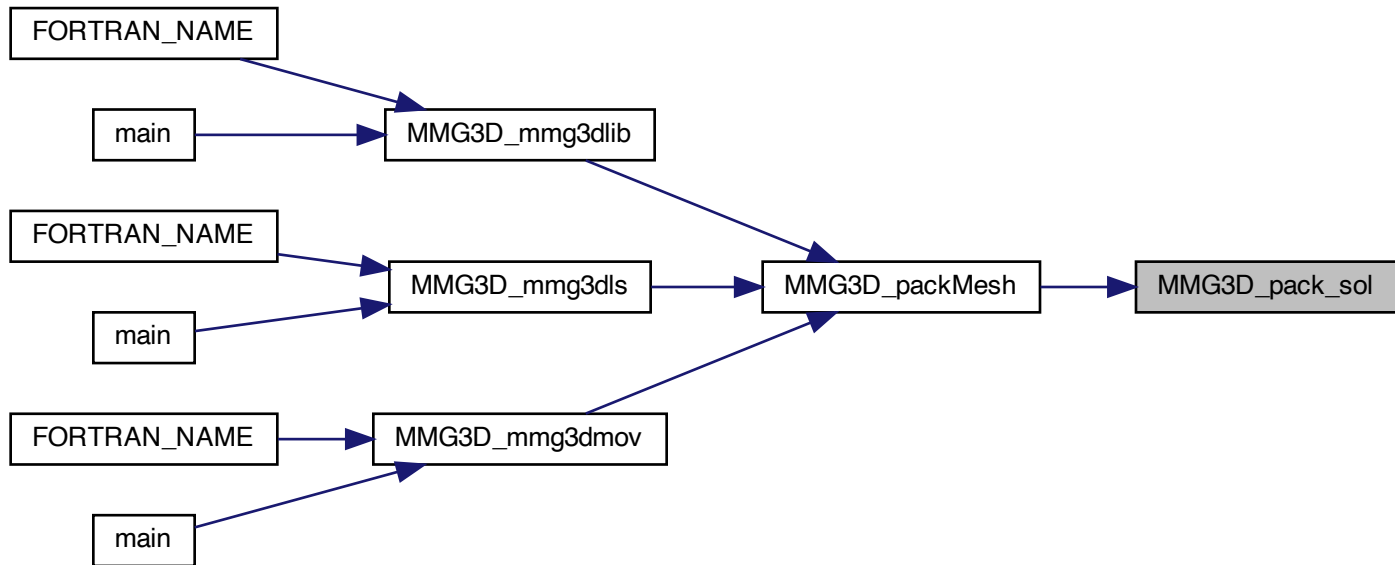 FORTRAN_NAME
main
MMG3D_mmg3dlib
FORTRAN_NAME
main
MMG3D_mmg3dls
MMG3D_packMesh
MMG3D_pack_sol
FORTRAN_NAME
main
MMG3D_mmg3dmov